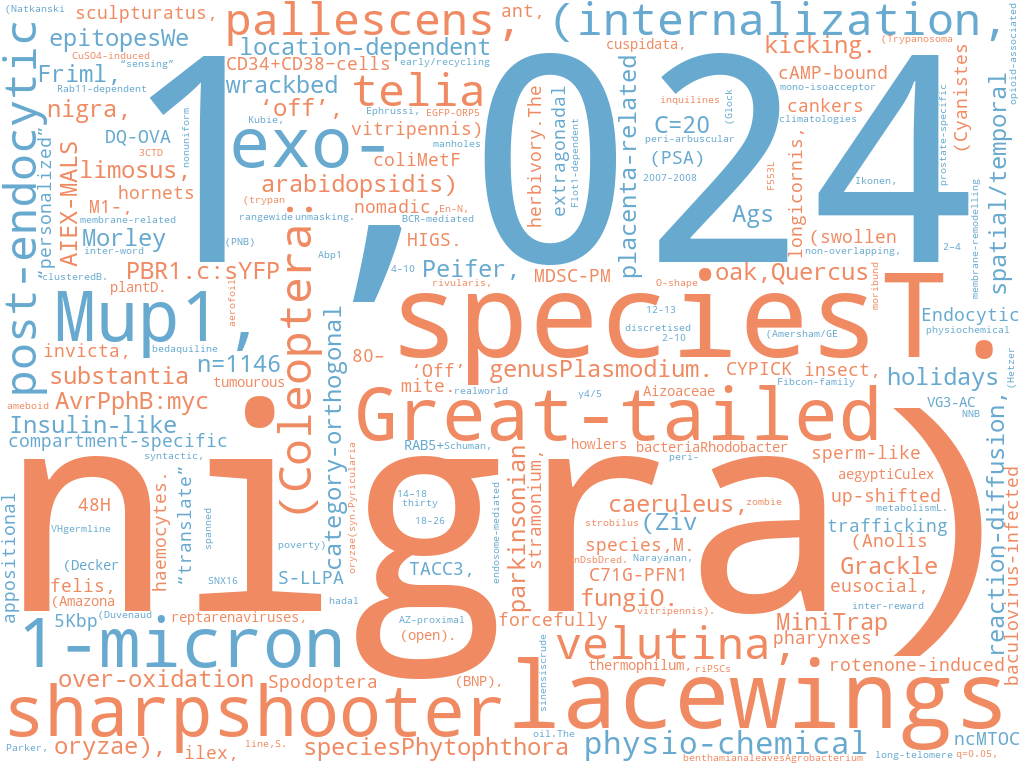 (Natkanski
sculpturatus,
pallescens,
ant,
(internalization,
opioid-associated
epitopesWe
location-dependent
cuspidata,
kicking.
(Trypanosoma
CuSO4-induced
"sensing"
CD34+CD38−cells
early/recycling
Friml,
Rab11-dependent
wrackbed
telia
cAMP-bound
mono-isoacceptor
(Cyanistes
nigra,
'off',
Ephrussi,
EGFP-ORP5
inquilines
(Glock
cankers
climatologies
prostate-specific
1,024
Kubie,
vitripennis)
herbivory.The
extragonadal
Fiot1-dependent
placenta-related
C=20
peri-arbuscular
DQ-OVA
3CTD
nonuniform
exo-
manholes
coliMetF
(PSA)
2007–2008
F553L
limosus,
hornets
arabidopsidis)
Ikonen,
post-endocytic
"personalized"
AIEX-MALS
M1-,
(trypan
nomadic,
En-N,
BCR-mediated
longicornis,
membrane-related
rangewide
unmasking.
Ags
(swollen
non-overlapping,
2–4
membrane-remodelling
spatial/temporal
Morley
inter-word
(PNB)
Abp1
HIGS.
"clusteredB.
PBR1.c:sYFP
4-10
Peifer,
MDSC-PM
oak,Quercus
plantD.
aerofoil
rivularis,
O-shape
moribund
Mup1,
(Coleoptera:
speciesT.
12–13
discretised
2-10
(Amersham/GE
Endocytic
physiochemical
invicta,
bedaquiline
n=1146
80–
'Off'
mite.
genusPlasmodium.
CYPICK
insect,
(Hetzer
substantia
tumourous
category-orthogonal
realworld
y4/5
Aizoaceae
Fibcon-family
holidays
ameboid
AvrPphB:myc
Great-tailed
VG3-AC
NNB
Insulin-like
compartment-specific
syntactic,
RAB5+
Schuman,
howlers
bacteriaRhodobacter
peri-
sperm-like
aegyptiCulex
nigra)
reaction-diffusion,
baculovirus-infected
appositional
48H
VHgermline
haemocytes.
"translate"
spanned
oryzae(syn.Pyricularia
14–18
thirty
18–26
endosome-mediated
parkinsonian
stramonium,
caeruleus,
zombie
up-shifted
metabolismL.
strobilus
(Ziv
trafficking
poverty)
species,M.
(Anolis
(Decker
nDsbDred,
Narayanan,
felis,
SNX16
S-LLPA
TACC3,
C71G-PFN1
Grackle
(Amazona
hadal
fungiO.
eusocial,
5Kbp
(Duvenaud
reptarenaviruses,
AZ-proximal
(open).
forcefully
vitripennis).
MiniTrap
inter-reward
1-micron
velutina,
pharynxes
sinensiscrude
thermophilum,
riPSCs
rotenone-induced
over-oxidation
Spodoptera
(BNP),
sharpshooter
lacewings
Parker,
oryzae),
ilex,
line,S.
speciesPhytophthora
oil.The
physio-chemical
benthamianaleavesAgrobacterium
long-telomere
ncMTOC
q=0.05,